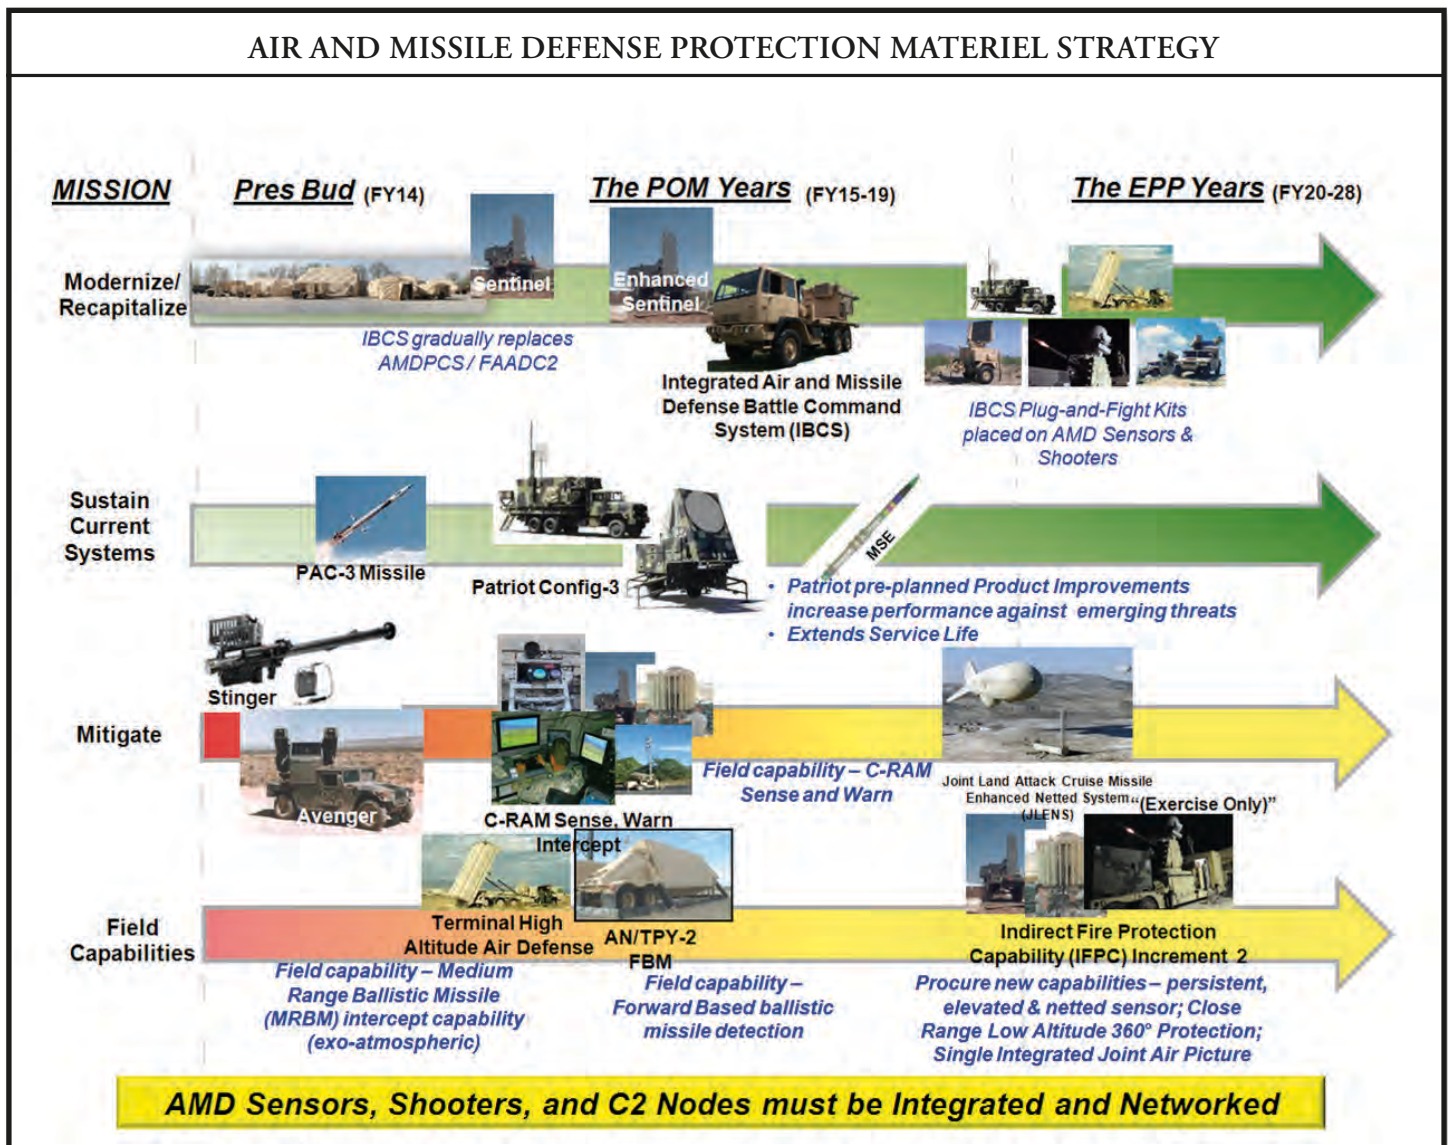 AIR AND MISSILE DEFENSE PROTECTION MATERIEL STRATEGY
MISSION
Pres Bud (FY14)
The POM Years (FY15-19)
The EPP Years (FY20-28)
Modernize/
Recapitalize
Sentinel
Enhanced
Sentinel
IBCS gradually replaces
AMDPCS / FAADC2
Integrated Air and Missile
Defense Battle Command
System (IBCS)
IBCS Plug-and-Fight Kits
placed on AMD Sensors &
Shooters
Sustain
Current
Systems
PAC-3 Missile
Patriot Config-3
MSE
• Patriot pre-planned Product Improvements
increase performance against emerging threats
• Extends Service Life
Stinger
Mitigate
Avenger
C-RAM Sense, Warn
Intercept
Field capability – C-RAM
Sense and Warn
Joint Land Attack Cruise Missile
Enhanced Netted System
(JLENS)
“(Exercise Only)”
Field
Capabilities
Terminal High
Altitude Air Defense
AN/TPY-2
FBM
Indirect Fire Protection
Capability (IFPC) Increment 2
Field capability – Medium
Range Ballistic Missile
(MRBM) intercept capability
(exo-atmospheric)
Field capability –
Forward Based ballistic
missile detection
Procure new capabilities – persistent,
elevated & netted sensor; Close
Range Low Altitude 360° Protection;
Single Integrated Joint Air Picture
AMD Sensors, Shooters, and C2 Nodes must be Integrated and Networked